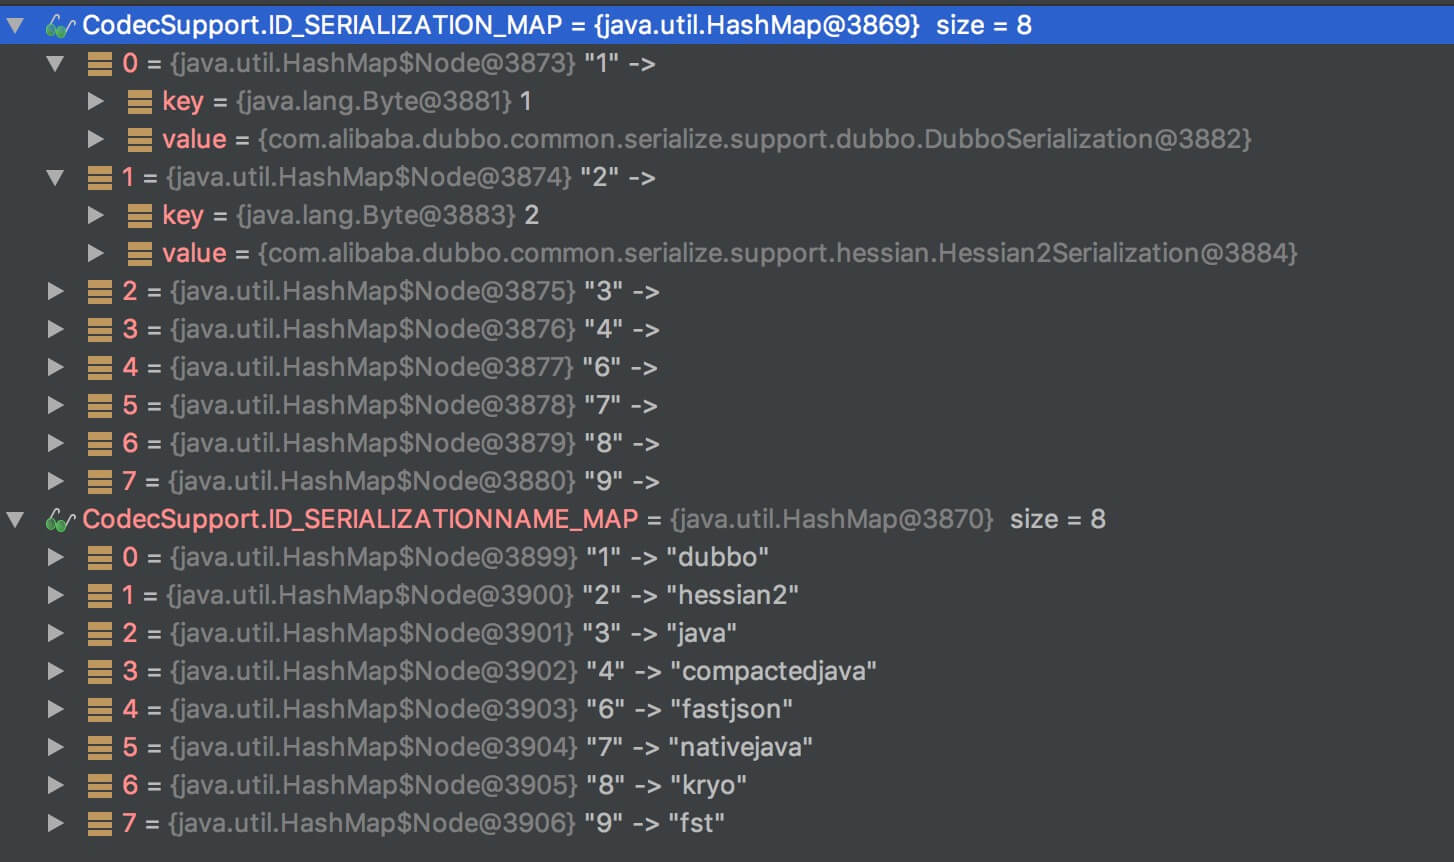 CodecSupport.ID_SERIALIZATION_MAP = {java.util.HashMap@3869} size = 8
0 = {java.util.HashMap$Node@3873} "1" ->
key = {java.lang.Byte@3881} 1
value = {com.alibaba.dubbo.common.serialize.support.dubbo.DubboSerialization@3882}
1 = {java.util.HashMap$Node@3874} "2" ->
key = {java.lang.Byte@3883} 2
value = {com.alibaba.dubbo.common.serialize.support.hessian.Hessian2Serialization@3884}
2 = {java.util.HashMap$Node@3875} "3" ->
3 = {java.util.HashMap$Node@3876} "4" ->
4 = {java.util.HashMap$Node@3877} "6" ->
5 = {java.util.HashMap$Node@3878} "7" ->
6 = {java.util.HashMap$Node@3879} "8" ->
7 = {java.util.HashMap$Node@3880} "9" ->
CodecSupport.ID_SERIALIZATIONNAME_MAP = {java.util.HashMap@3870} size = 8
0 = {java.util.HashMap$Node@3899} "1" -> "dubbo"
1 = {java.util.HashMap$Node@3900} "2" -> "hessian2"
2 = {java.util.HashMap$Node@3901} "3" -> "java"
3 = {java.util.HashMap$Node@3902} "4" -> "compactedjava"
4 = {java.util.HashMap$Node@3903} "6" -> "fastjson"
5 = {java.util.HashMap$Node@3904} "7" -> "nativejava"
6 = {java.util.HashMap$Node@3905} "8" -> "kryo"
7 = {java.util.HashMap$Node@3906} "9" -> "fst"